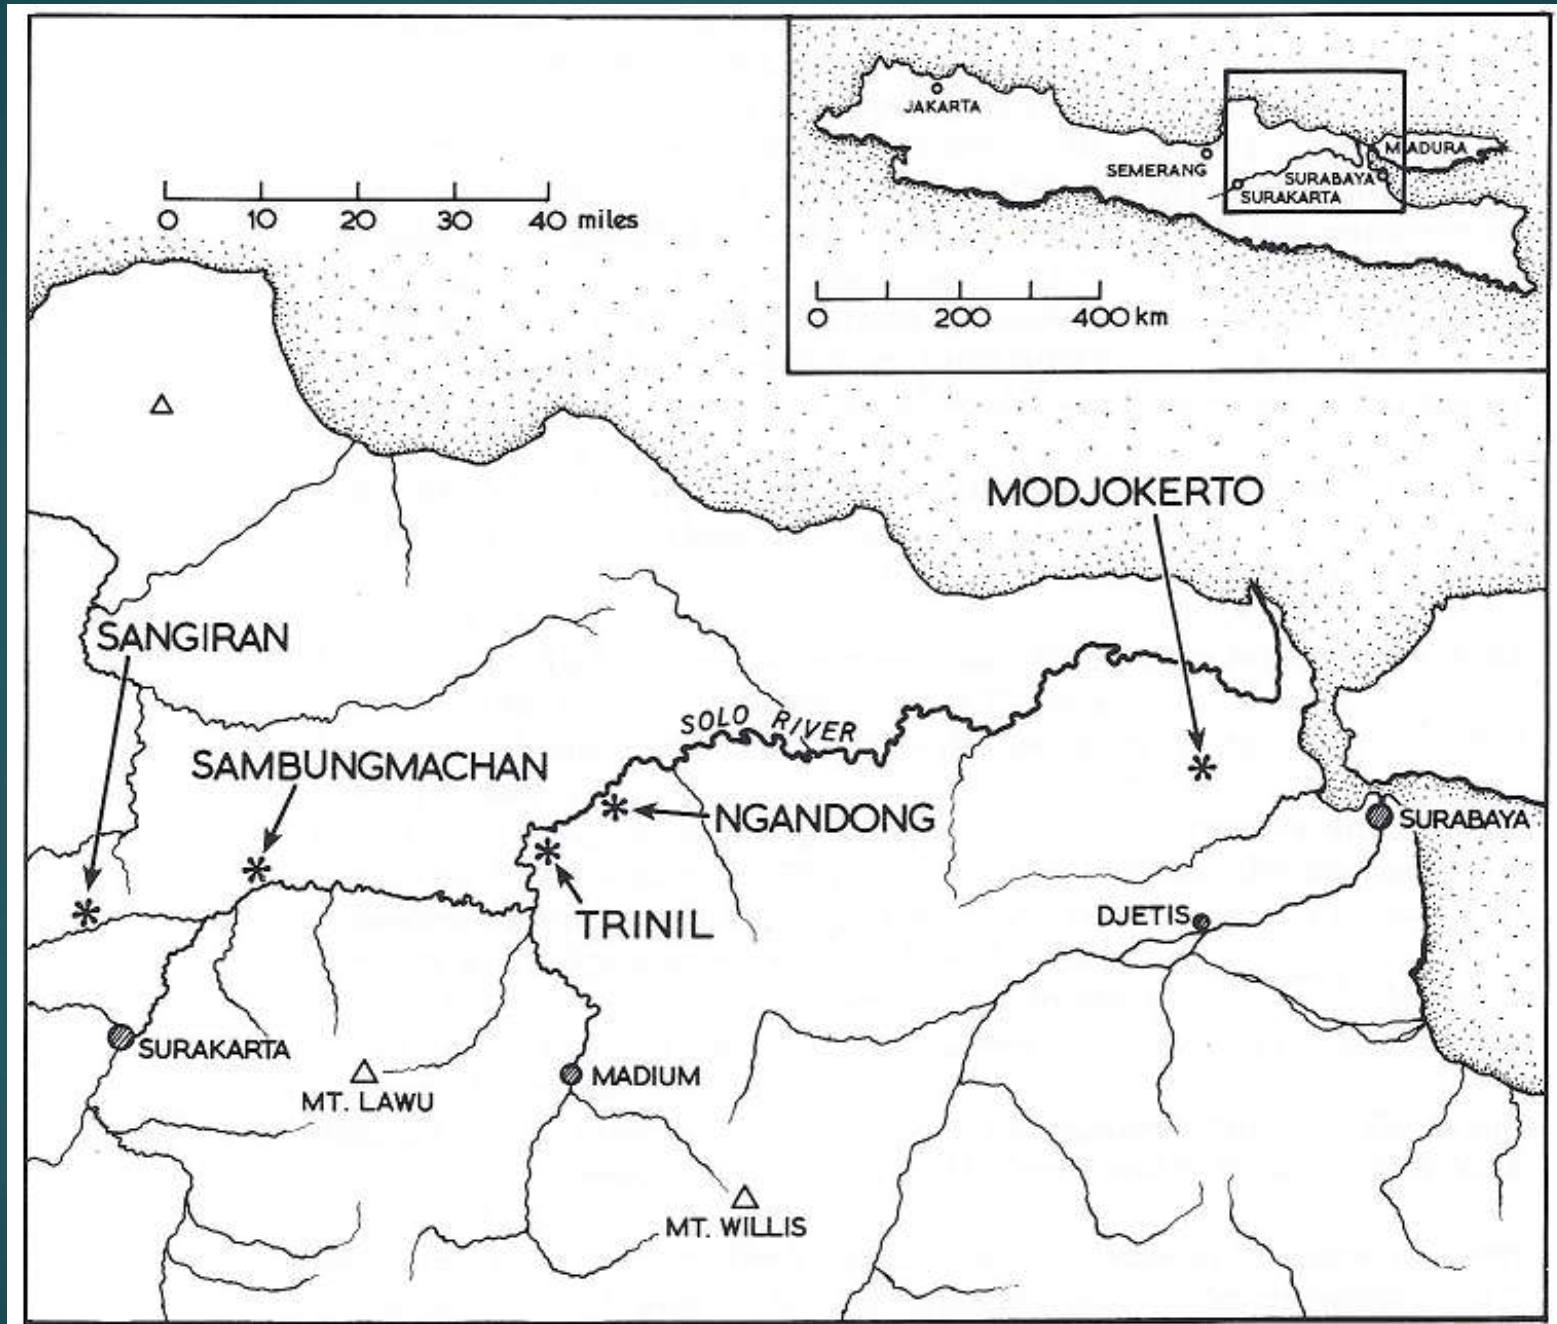 JAKARTA
SEMERANG
MADURA
SURABAYA
SURAKARTA
0 200 400 km
0 10 20 30 40 miles
MODJOKERTO
SANGIRAN
SOLO RIVER
SAMBUNGMACHAN
NGANDONG
SURABAYA
TRINIL
DJETIS
SURAKARTA
MADIUM
MT. LAWU
MT. WILLIS